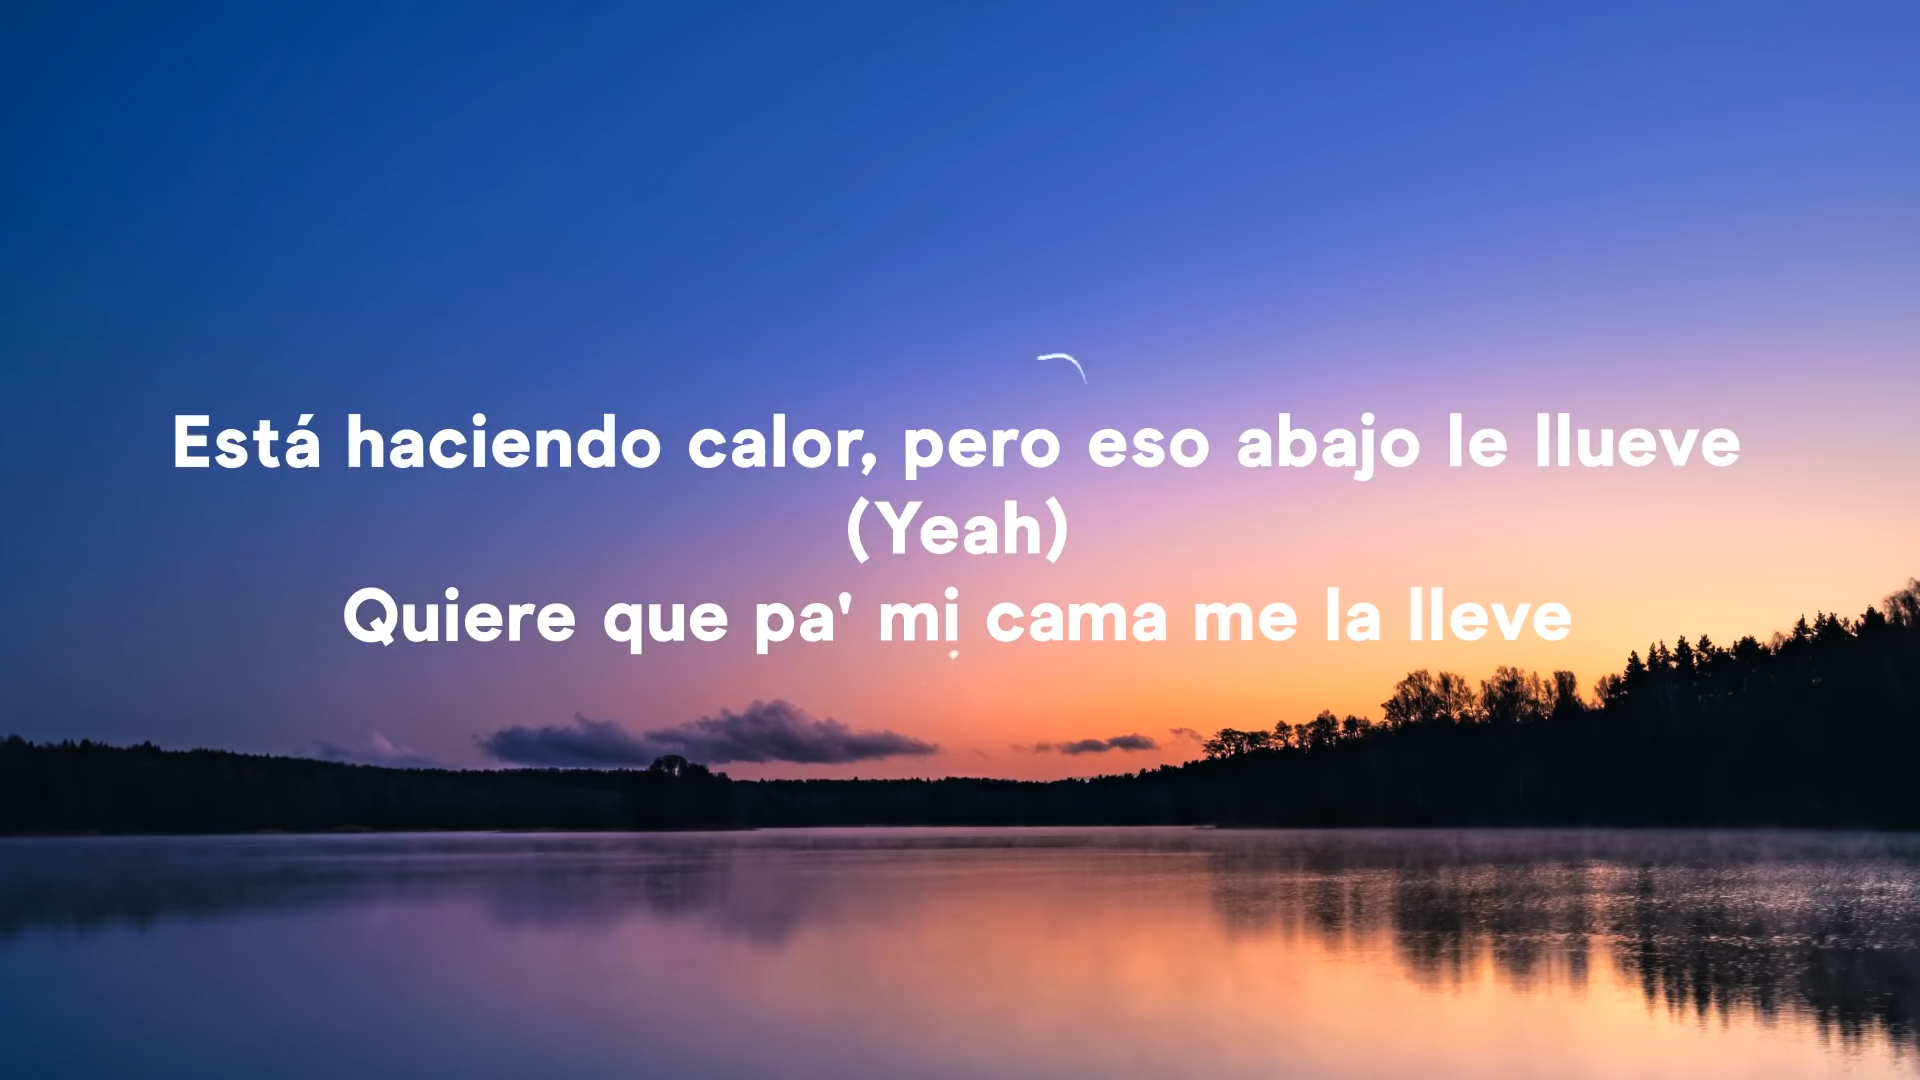 Está haciendo calor, pero eso abajo le llueve
(Yeah)
Quiere que pa' mi cama me la lleve